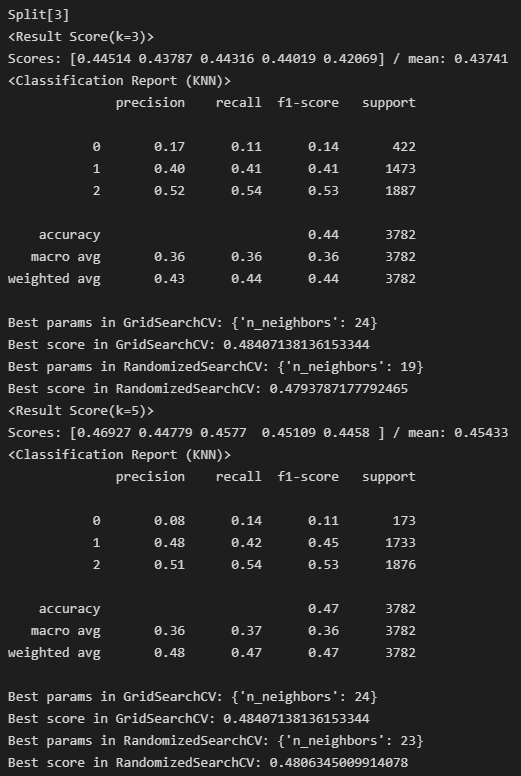 Split[3]
<Result Score(k=3)>
Scores: [0.44514 0.43787 0.44316 0.44019 0.42069] / mean: 0.43741
<Classification Report (KNN)>
              precision    recall  f1-score   support

           0       0.17      0.11      0.14       422
           1       0.40      0.41      0.41      1473
           2       0.52      0.54      0.53      1887

    accuracy                           0.44      3782
   macro avg       0.36      0.36      0.36      3782
weighted avg       0.43      0.44      0.44      3782

Best params in GridSearchCV: {'n_neighbors': 24}
Best score in GridSearchCV: 0.48407138136153344
Best params in RandomizedSearchCV: {'n_neighbors': 19}
Best score in RandomizedSearchCV: 0.4793787177792465
<Result Score(k=5)>
Scores: [0.46927 0.44779 0.4577  0.45109 0.4458 ] / mean: 0.45433
<Classification Report (KNN)>
              precision    recall  f1-score   support

           0       0.08      0.14      0.11       173
           1       0.48      0.42      0.45      1733
           2       0.51      0.54      0.53      1876

    accuracy                           0.47      3782
   macro avg       0.36      0.37      0.36      3782
weighted avg       0.48      0.47      0.47      3782

Best params in GridSearchCV: {'n_neighbors': 24}
Best score in GridSearchCV: 0.48407138136153344
Best params in RandomizedSearchCV: {'n_neighbors': 23}
Best score in RandomizedSearchCV: 0.4806345009914078